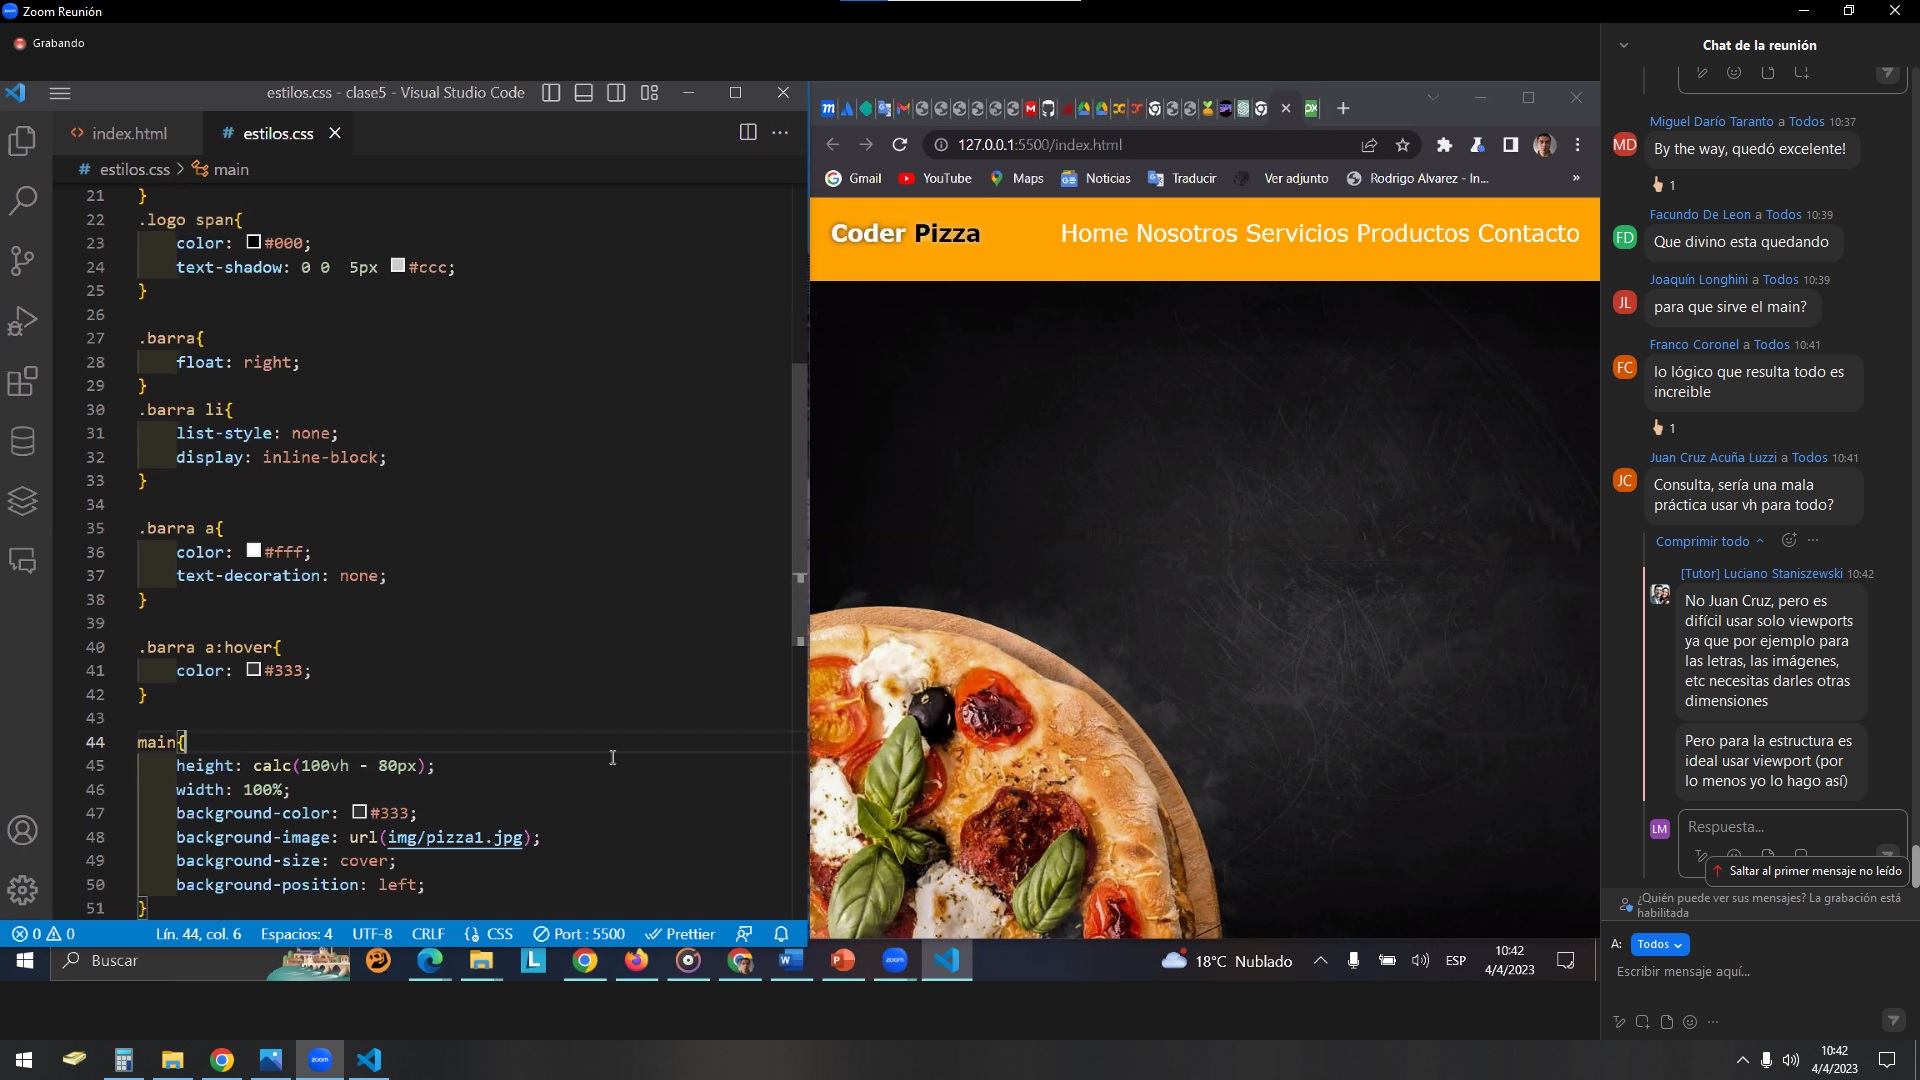 Zoom Reunión
Grabando
estilos.css - clase5 - Visual Studio Code
index.html
# estilos.css
# estilos.css > main
21 }
22 .logo span{
23 color: #000;
24 text-shadow: 0 0 5px #ccc;
25 }
26
27 .barra{
28 float: right;
29 }
30 .barra li{
31 list-style: none;
32 display: inline-block;
33 }
34
35 .barra a{
36 color: #fff;
37 text-decoration: none;
38 }
39
40 .barra a:hover{
41 color: #333;
42 }
43
44 main{
45 height: calc(100vh - 80px);
46 width: 100%;
47 background-color: #333;
48 background-image: url(img/pizza1.jpg);
49 background-size: cover;
50 background-position: left;
51 }
0 0 Lín. 44, col. 6 Espacios: 4 UTF-8 CRLF {} CSS Port : 5500 Prettier
127.0.0.1:5500/index.html
Gmail YouTube Maps Noticias Traducir Ver adjunto Rodrigo Alvarez - In... »
Coder Pizza Home Nosotros Servicios Productos Contacto
Buscar
18°C Nublado ESP
10:42
4/4/2023
Chat de la reunión
Miguel Darío Taranto a Todos 10:37
MD
By the way, quedó excelente!
1
Facundo De Leon a Todos 10:39
FD
Que divino esta quedando
Joaquín Longhini a Todos 10:39
JL
para que sirve el main?
Franco Coronel a Todos 10:41
FC
lo lógico que resulta todo es
increible
1
Juan Cruz Acuña Luzzi a Todos 10:41
JC
Consulta, sería una mala
práctica usar vh para todo?
Comprimir todo
[Tutor] Luciano Staniszewski 10:42
No Juan Cruz, pero es
difícil usar solo viewports
ya que por ejemplo para
las letras, las imágenes,
etc necesitas darles otras
dimensiones
Pero para la estructura es
ideal usar viewport (por
lo menos yo lo hago así)
LM
Respuesta...
Saltar al primer mensaje no leído
¿Quién puede ver sus mensajes? La grabación está
habilitada
A: Todos
Escribir mensaje aquí...
zoom
10:42
4/4/2023